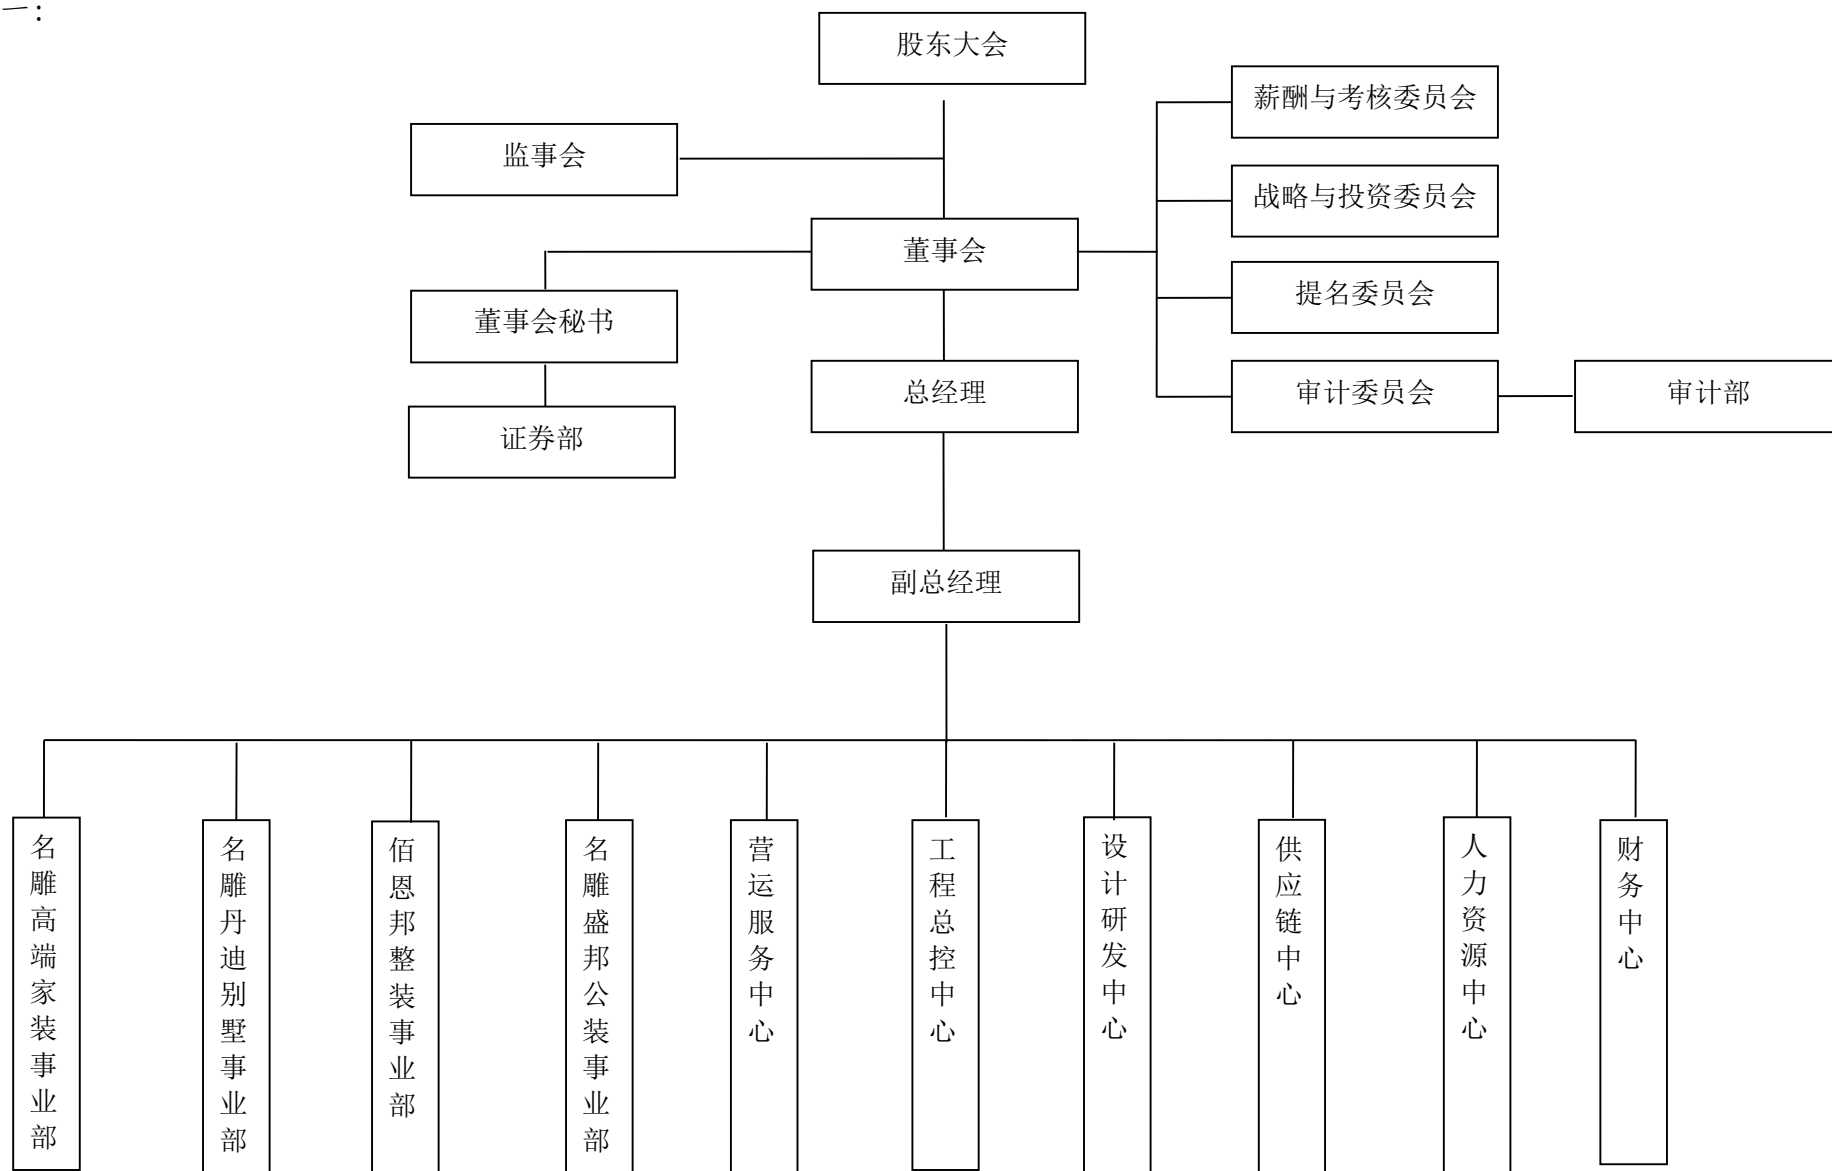 一：
股东大会
薪酬与考核委员会
监事会
战略与投资委员会
董事会
提名委员会
董事会秘书
总经理
审计委员会
审计部
证券部
副总经理
名雕高端家装事业部
名雕丹迪别墅事业部
佰恩邦整装事业部
名雕盛邦公装事业部
营运服务中心
工程总控中心
设计研发中心
供应链中心
人力资源中心
财务中心